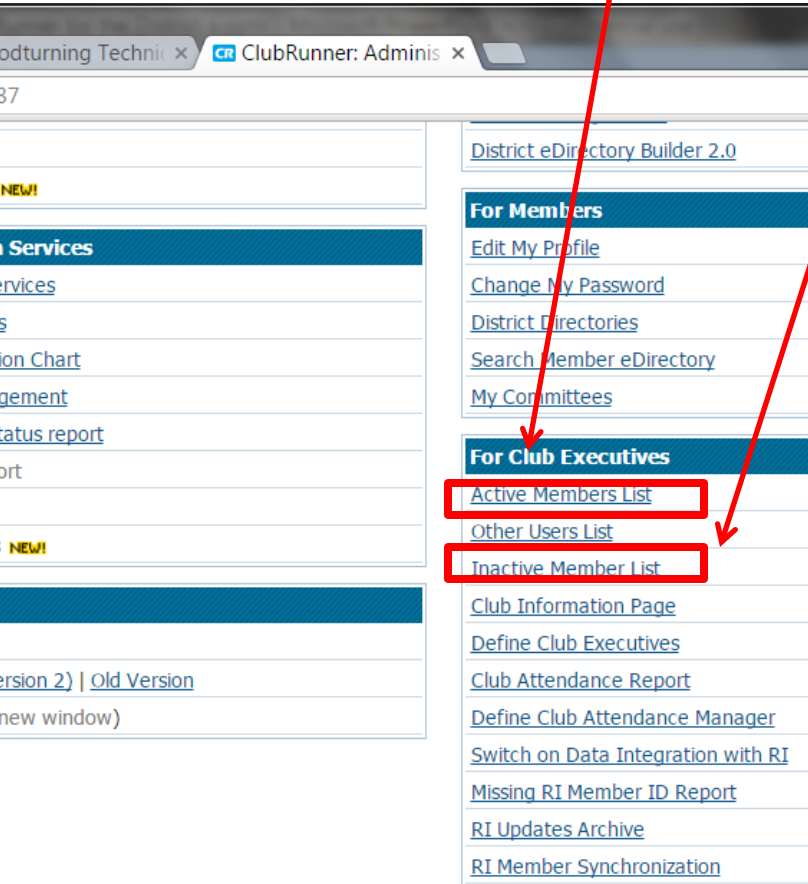 odturning Technic × CR ClubRunner: Adminis ×
37
NEW!
Services
ervices
s
ion Chart
gement
tatus report
ort
NEW!
ersion 2) | Old Version
new window)
District eDirectory Builder 2.0
For Members
Edit My Profile
Change My Password
District Directories
Search Member eDirectory
My Committees
For Club Executives
Active Members List
Other Users List
Inactive Member List
Club Information Page
Define Club Executives
Club Attendance Report
Define Club Attendance Manager
Switch on Data Integration with RI
Missing RI Member ID Report
RI Updates Archive
RI Member Synchronization